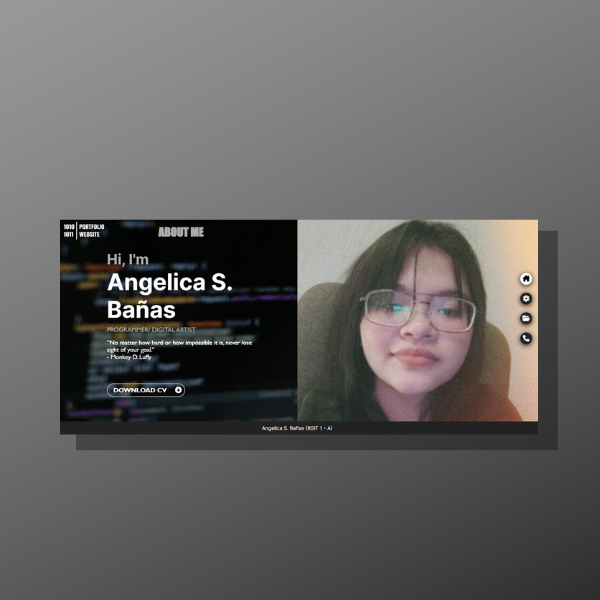 1010 PORTFOLIO
1011 WEBSITE
ABOUT ME
Hi, I'm
Angelica S.
Bañas
PROGRAMMER/ DIGITAL ARTIST
"No matter how hard or how impossible it is, never lose
sight of your goal."
- Monkey D. Luffy
DOWNLOAD CV
Angelica S. Bañas (BSIT 1 - A)